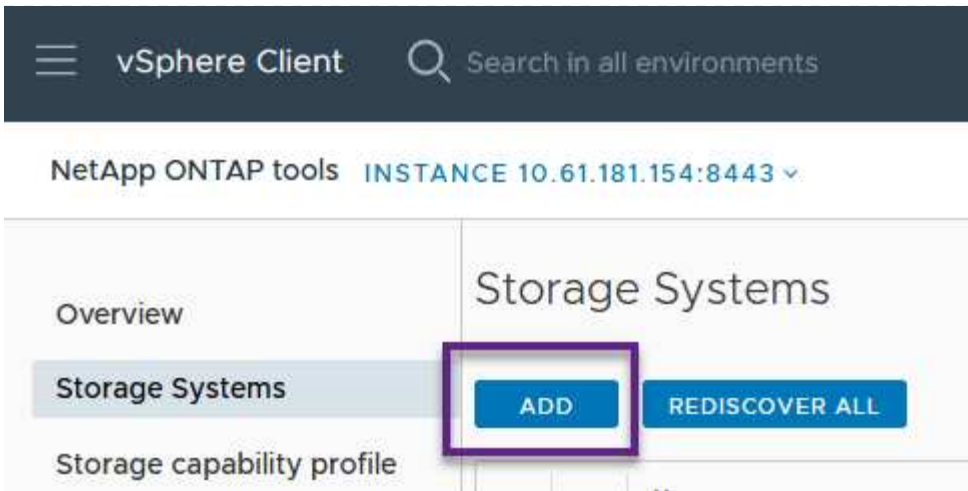 vSphere Client Search in all environments
NetApp ONTAP tools INSTANCE 10.61.181.154:8443
Overview
Storage Systems
Storage capability profile
Storage Systems
ADD REDISCOVER ALL